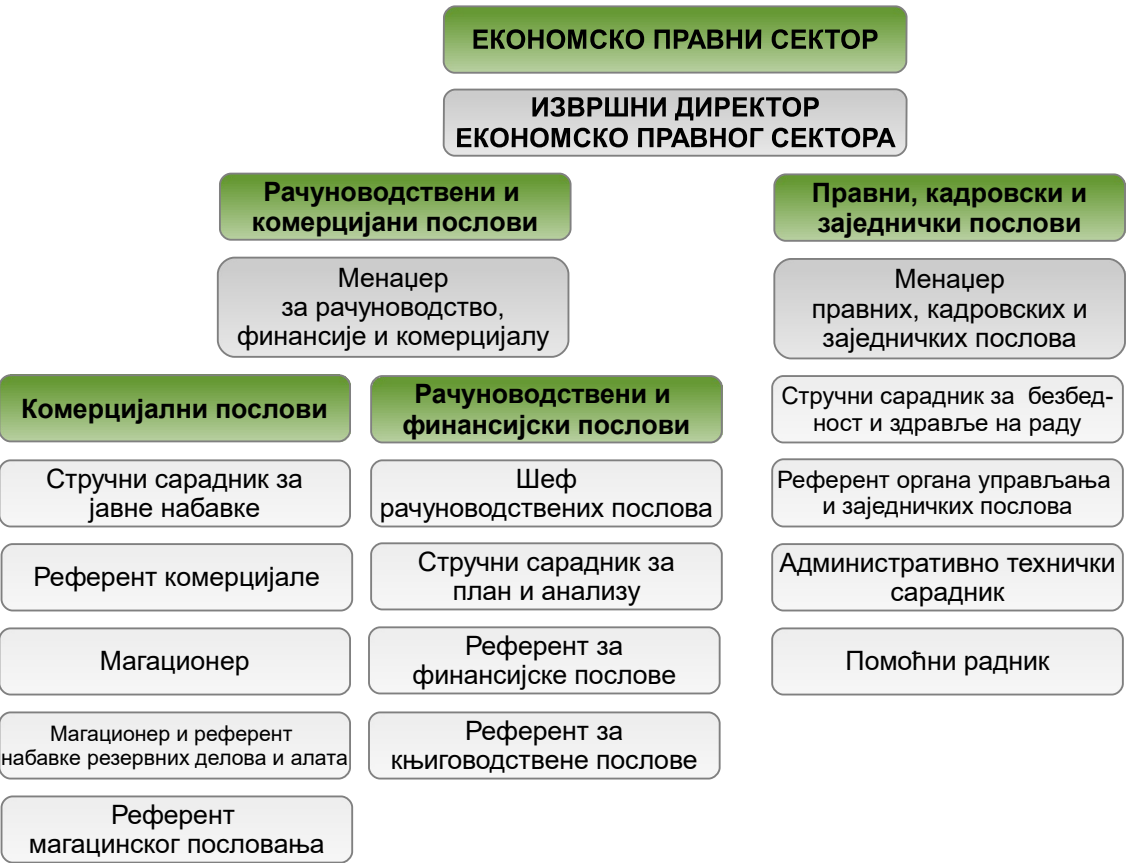 ЕКОНОМСКО ПРАВНИ СЕКТОР
ИЗВРШНИ ДИРЕКТОР
ЕКОНОМСКО ПРАВНОГ СЕКТОРА
Рачуноводствени и
комерцијани послови
Менаџер
за рачуноводство,
финансије и комерцијалу
Комерцијални послови
Стручни сарадник за
јавне набавке
Референт комерцијале
Магационер
Магационер и референт
набавке резервних делова и алата
Референт
магацинског пословања
Рачуноводствени и
финансијски послови
Шеф
рачуноводствених послова
Стручни сарадник за
план и анализу
Референт за
финансијске послове
Референт за
књиговодствене послове
Правни, кадровски и
заједнички послови
Менаџер
правних, кадровских и
заједничких послова
Стручни сарадник за безбед-
ност и здравље на раду
Референт органа управљања
и заједничких послова
Административно технички
сарадник
Помоћни радник